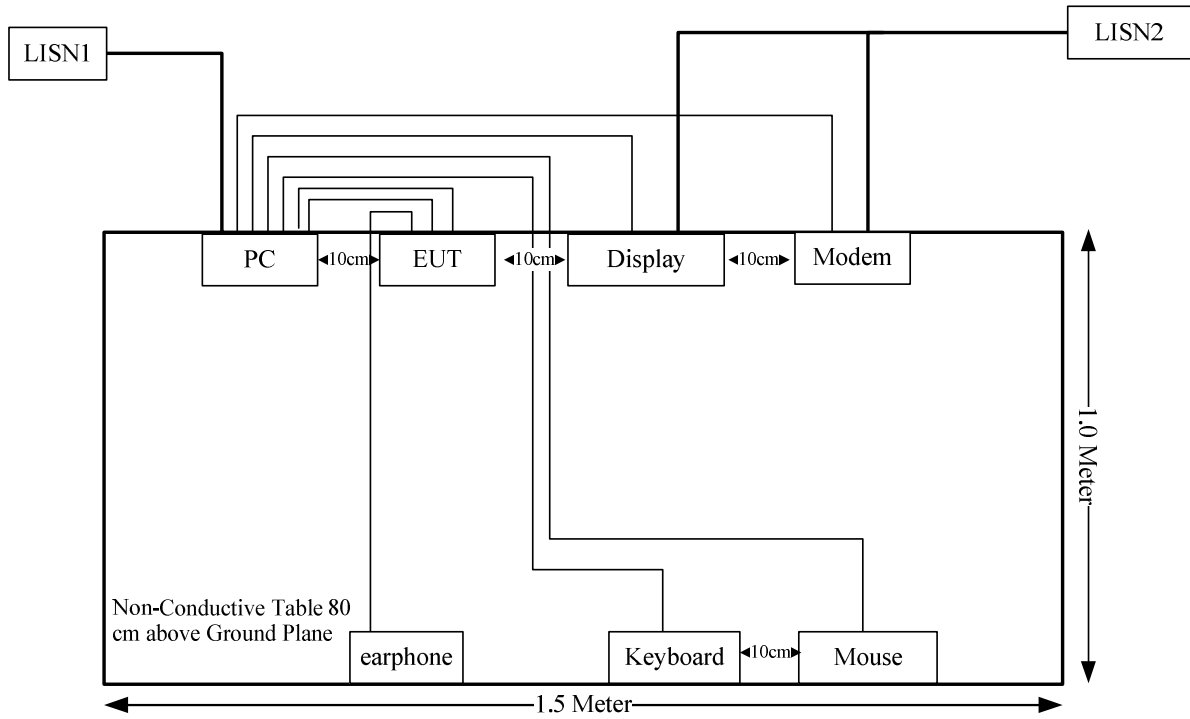 LISN1
LISN2
PC
10cm
EUT
10cm
Display
10cm
Modem
1.0 Meter
Non-Conductive Table 80
cm above Ground Plane
earphone
Keyboard
10cm
Mouse
1.5 Meter